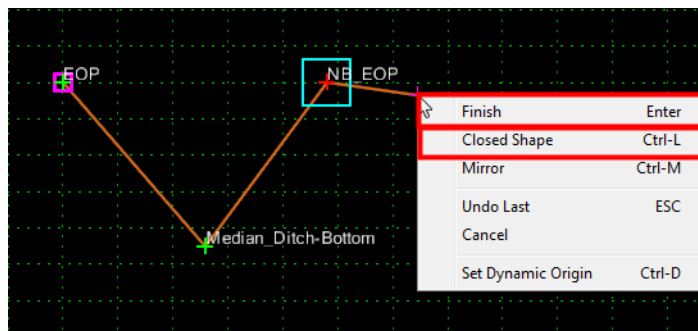 EOP
NB_EOP
Finish Enter
Closed Shape Ctrl-L
Mirror Ctrl-M
Undo Last ESC
Cancel
Median_Ditch-Bottom
Set Dynamic Origin Ctrl-D